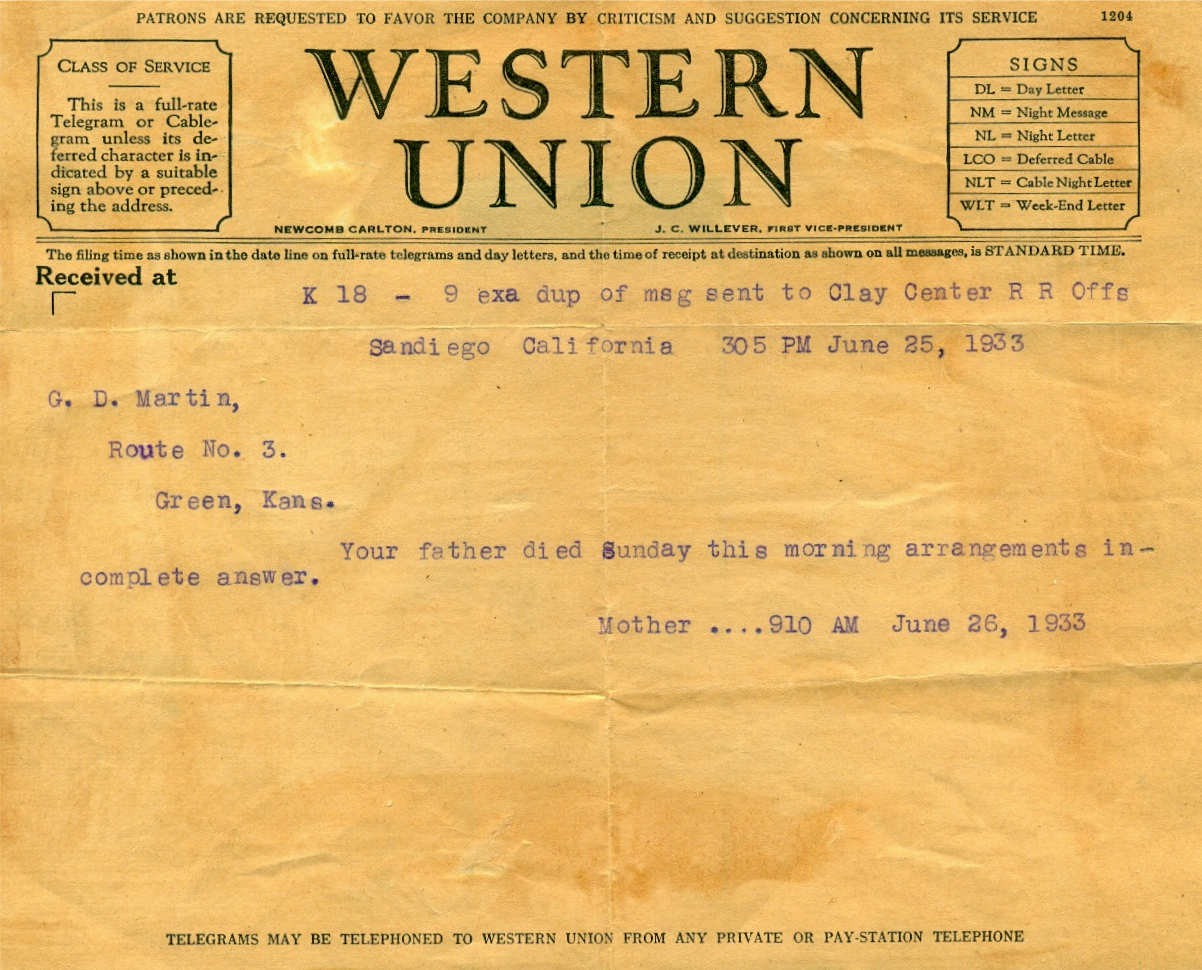 PATRONS ARE REQUESTED TO FAVOR THE COMPANY BY CRITICISM AND SUGGESTION CONCERNING ITS SERVICE 1204
CLASS OF SERVICE
This is a full-rate
Telegram or Cable-
gram unless its de-
ferred character is in-
dicated by a suitable
sign above or preced-
ing the address.
WESTERN
UNION
NEWCOMB CARLTON, PRESIDENT J. C. WILLEVER, FIRST VICE-PRESIDENT
SIGNS
DL = Day Letter
NM = Night Message
NL = Night Letter
LCO = Deferred Cable
NLT = Cable Night Letter
WLT = Week-End Letter
The filing time as shown in the date line on full-rate telegrams and day letters, and the time of receipt at destination as shown on all messages, is STANDARD TIME.
Received at
K 18 - 9 exa dup of msg sent to Clay Center R R Offs
Sandiego California 305 PM June 25, 1933
G. D. Martin,
Route No. 3.
Green, Kans.
Your father died Sunday this morning arrangements in-
complete answer.
Mother ....910 AM June 26, 1933
TELEGRAMS MAY BE TELEPHONED TO WESTERN UNION FROM ANY PRIVATE OR PAY-STATION TELEPHONE